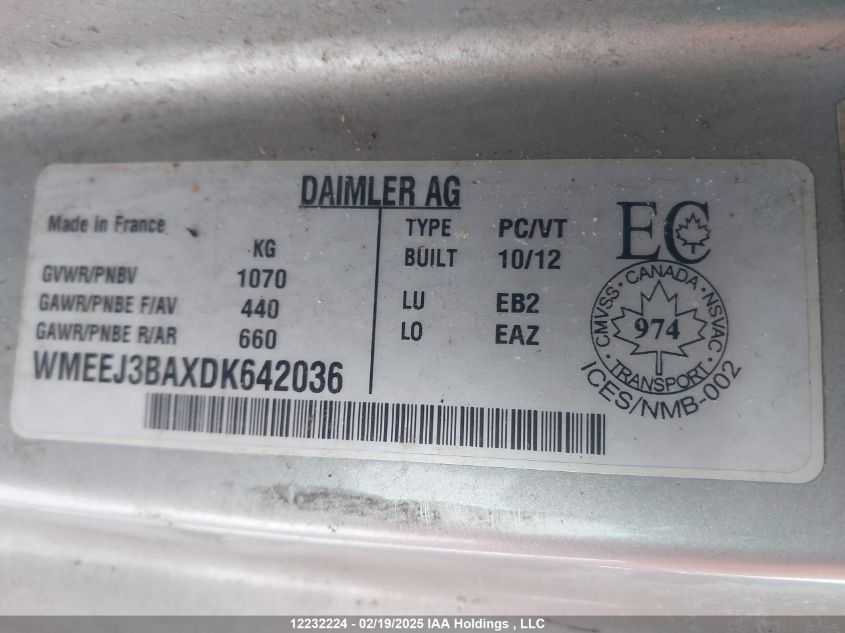 DAIMLER AG
Made in France
KG
GVWR/PNBV 1070
GAWR/PNBE F/AV 440
GAWR/PNBE R/AR 660
WMEEJ3BAXDK642036
TYPE PC/VT
BUILT 10/12
LU EB2
LO EAZ
EC
CMVSS · CANADA · NSVAC
974
TRANSPORT
ICES/NMB-002
12232224 - 02/19/2025 IAA Holdings , LLC